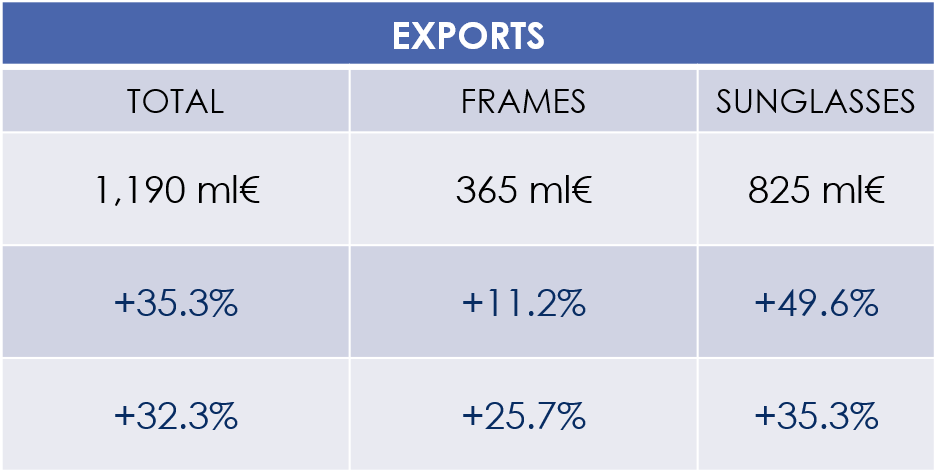 EXPORTS
TOTAL FRAMES SUNGLASSES
1,190 ml€ 365 ml€ 825 ml€
+35.3% +11.2% +49.6%
+32.3% +25.7% +35.3%